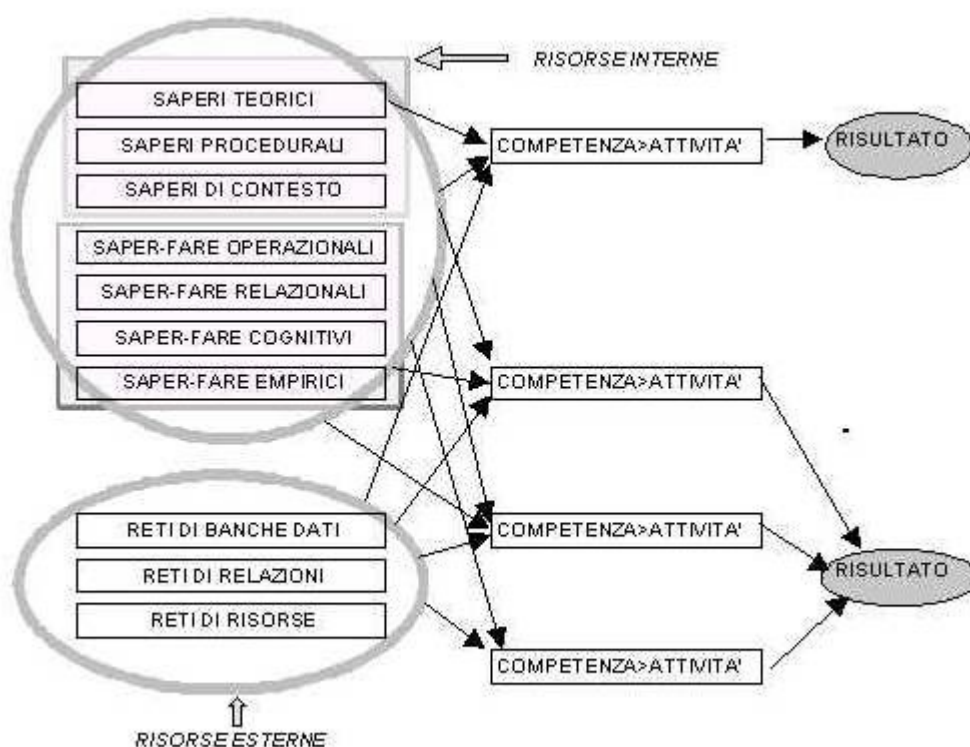 RISORSE INTERNE
SAPERI TEORICI
SAPERI PROCEDURALI
SAPERI DI CONTESTO
SAPER-FARE OPERAZIONALI
SAPER-FARE RELAZIONALI
SAPER-FARE COGNITIVI
SAPER-FARE EMPIRICI
COMPETENZA>ATTIVITA'
RISULTATO
COMPETENZA>ATTIVITA'
RETI DI BANCHE DATI
RETI DI RELAZIONI
RETI DI RISORSE
COMPETENZA>ATTIVITA'
RISULTATO
COMPETENZA>ATTIVITA'
RISORSE ESTERNE